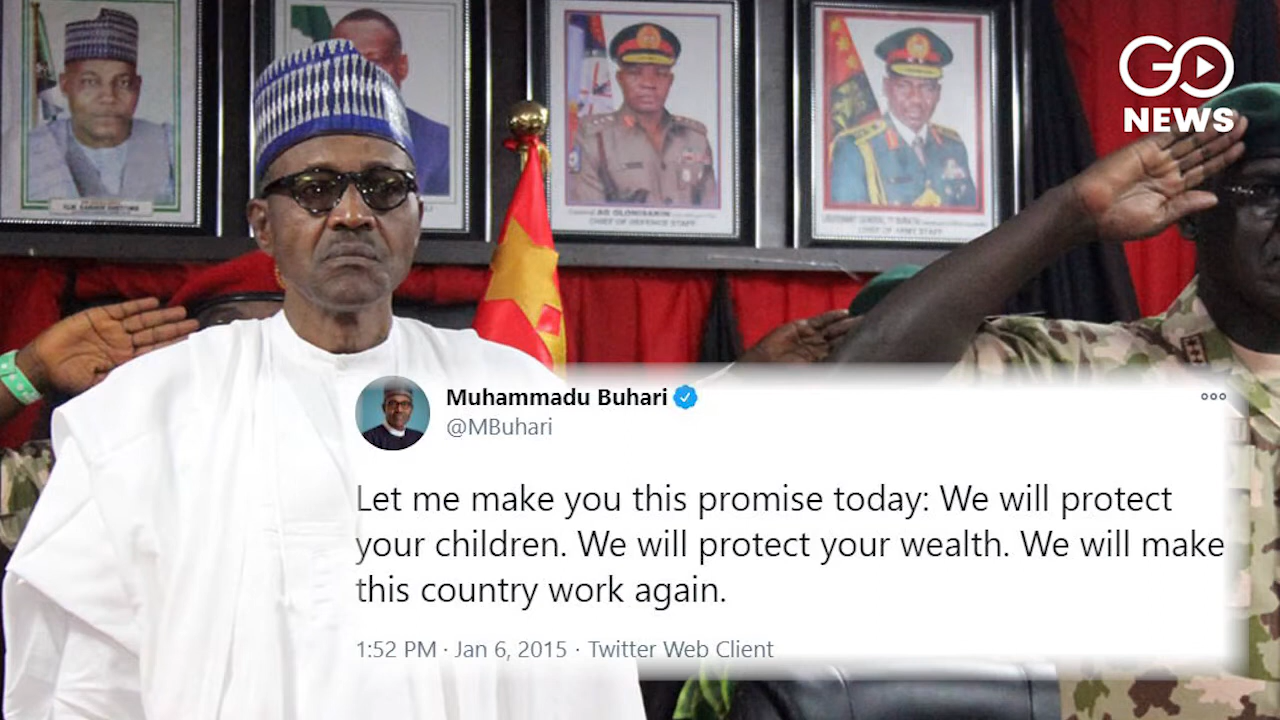 GO
NEWS
AG OLONISAKIN
CHIEF OF DEFENCE STAFF
CHIEF OF ARMY STAFF
Muhammadu Buhari
@MBuhari
Let me make you this promise today: We will protect
your children. We will protect your wealth. We will make
this country work again.
1:52 PM · Jan 6, 2015 · Twitter Web Client